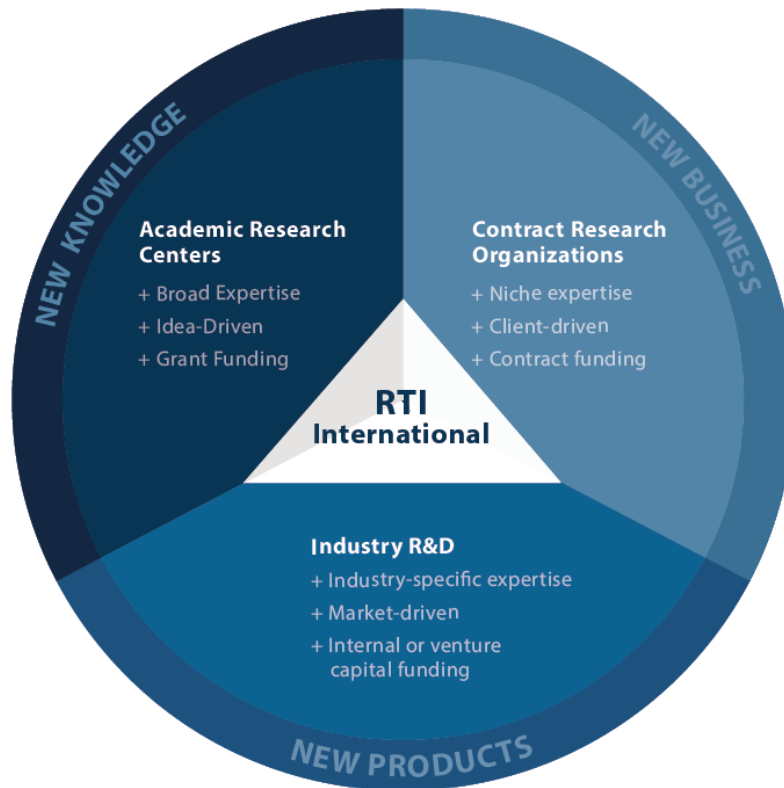 NEW KNOWLEDGE
NEW BUSINESS
Academic Research
Centers
+ Broad Expertise
+ Idea-Driven
+ Grant Funding
Contract Research
Organizations
+ Niche expertise
+ Client-driven
+ Contract funding
RTI
International
Industry R&D
+ Industry-specific expertise
+ Market-driven
+ Internal or venture
capital funding
NEW PRODUCTS